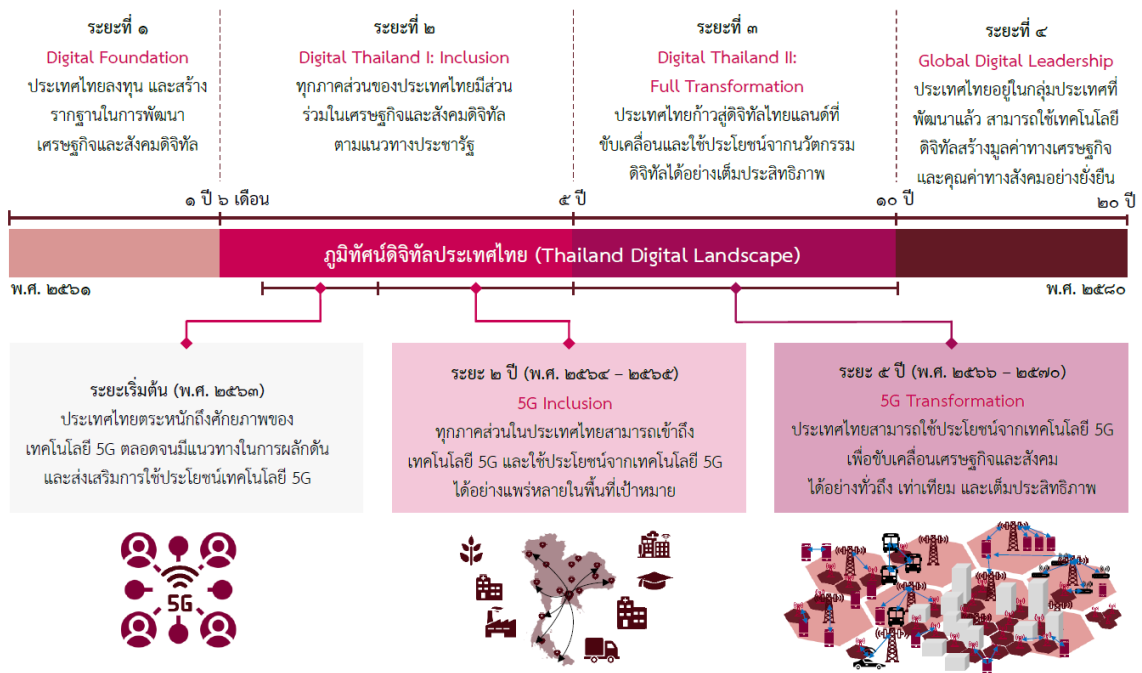 ระยะที่ ๑
Digital Foundation
ประเทศไทยลงทุน และสร้าง
รากฐานในการพัฒนา
เศรษฐกิจและสังคมดิจิทัล
ระยะที่ ๒
Digital Thailand I: Inclusion
ทุกภาคส่วนของประเทศไทยมีส่วน
ร่วมในเศรษฐกิจและสังคมดิจิทัล
ตามแนวทางประชารัฐ
ระยะที่ ๓
Digital Thailand II:
Full Transformation
ประเทศไทยก้าวสู่ดิจิทัลไทยแลนด์ที่
ขับเคลื่อนและใช้ประโยชน์จากนวัตกรรม
ดิจิทัลได้อย่างเต็มประสิทธิภาพ
ระยะที่ ๔
Global Digital Leadership
ประเทศไทยอยู่ในกลุ่มประเทศที่
พัฒนาแล้ว สามารถใช้เทคโนโลยี
ดิจิทัลสร้างมูลค่าทางเศรษฐกิจ
และคุณค่าทางสังคมอย่างยั่งยืน
๑ ปี ๖ เดือน
๕ ปี
๑๐ ปี
๒๐ ปี
ภูมิทัศน์ดิจิทัลประเทศไทย (Thailand Digital Landscape)
พ.ศ. ๒๕๖๑
พ.ศ. ๒๕๘๐
ระยะเริ่มต้น (พ.ศ. ๒๕๖๓)
ประเทศไทยตระหนักถึงศักยภาพของ
เทคโนโลยี 5G ตลอดจนมีแนวทางในการผลักดัน
และส่งเสริมการใช้ประโยชน์เทคโนโลยี 5G
ระยะ ๒ ปี (พ.ศ. ๒๕๖๔ – ๒๕๖๕)
5G Inclusion
ทุกภาคส่วนในประเทศไทยสามารถเข้าถึง
เทคโนโลยี 5G และใช้ประโยชน์จากเทคโนโลยี 5G
ได้อย่างแพร่หลายในพื้นที่เป้าหมาย
ระยะ ๕ ปี (พ.ศ. ๒๕๖๖ – ๒๕๗๐)
5G Transformation
ประเทศไทยสามารถใช้ประโยชน์จากเทคโนโลยี 5G
เพื่อขับเคลื่อนเศรษฐกิจและสังคม
ได้อย่างทั่วถึง เท่าเทียม และเต็มประสิทธิภาพ
5G